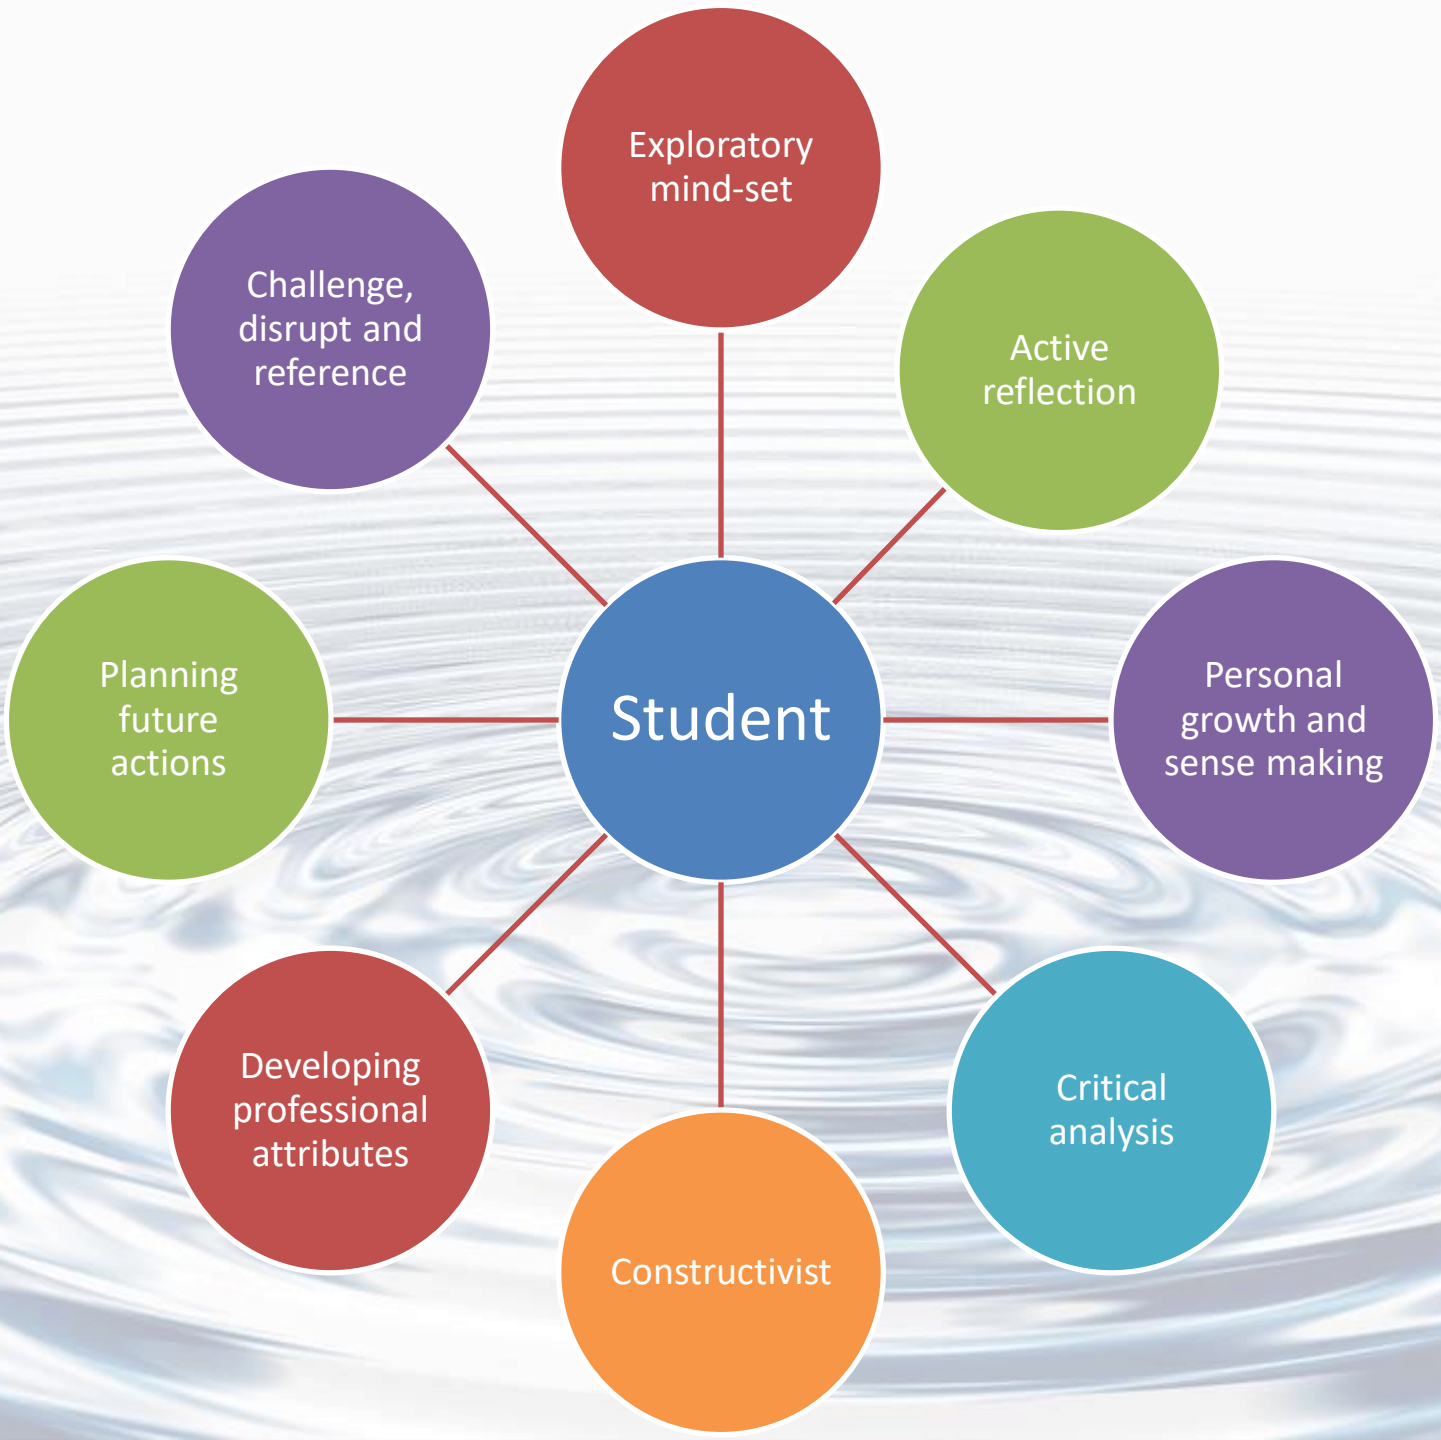 Exploratory
mind-set
Active
reflection
Personal
growth and
sense making
Critical
analysis
Constructivist
Developing
professional
attributes
Planning
future
actions
Challenge,
disrupt and
reference
Student